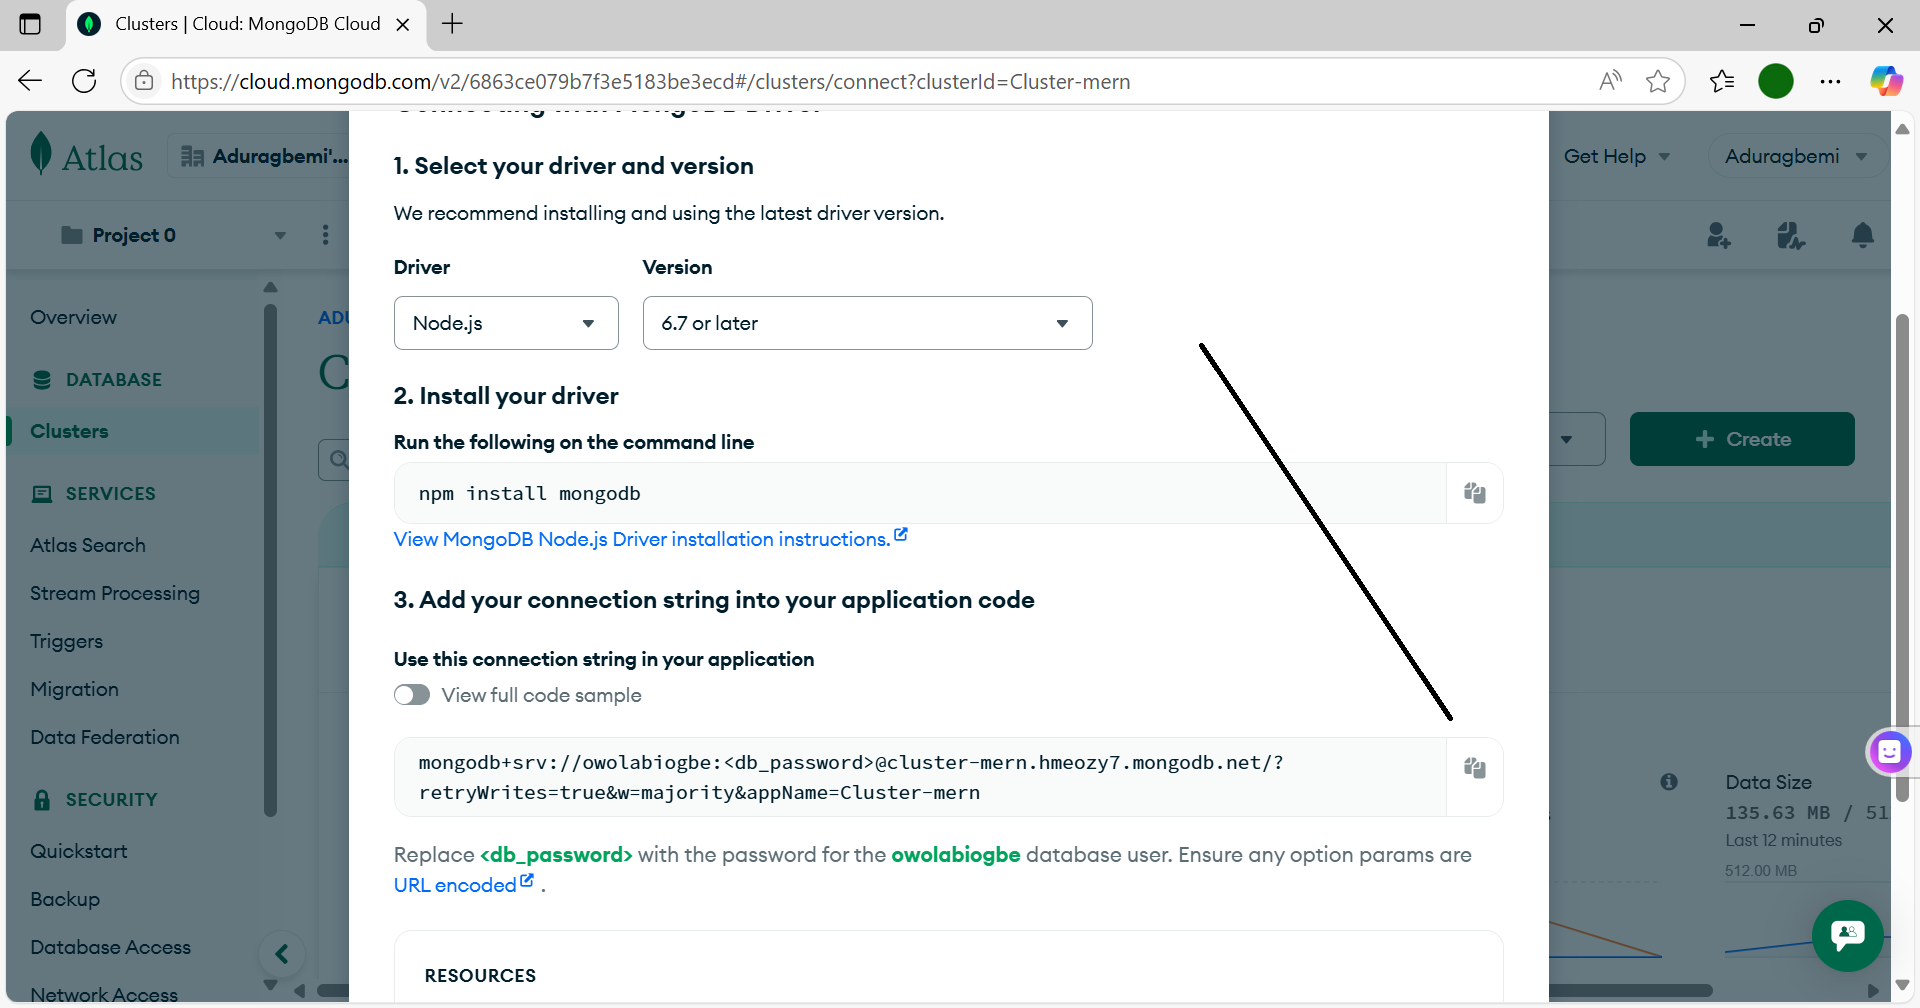 Clusters | Cloud: MongoDB Cloud
https://cloud.mongodb.com/v2/6863ce079b7f3e5183be3ecd#/clusters/connect?clusterId=Cluster-mern
Connecting with MongoDB Driver
Atlas
Aduragbemi'...
Get Help
Aduragbemi
Project 0
Overview
DATABASE
Clusters
SERVICES
Atlas Search
Stream Processing
Triggers
Migration
Data Federation
SECURITY
Quickstart
Backup
Database Access
Network Access
ADU
C
1. Select your driver and version
We recommend installing and using the latest driver version.
Driver
Version
Node.js
6.7 or later
2. Install your driver
Run the following on the command line
npm install mongodb
View MongoDB Node.js Driver installation instructions.
3. Add your connection string into your application code
Use this connection string in your application
View full code sample
mongodb+srv://owolabiogbe:<db_password>@cluster-mern.hmeozy7.mongodb.net/?
retryWrites=true&w=majority&appName=Cluster-mern
Replace <db_password> with the password for the owolabiogbe database user. Ensure any option params are
URL encoded .
RESOURCES
+ Create
Data Size
135.63 MB / 51
Last 12 minutes
512.00 MB